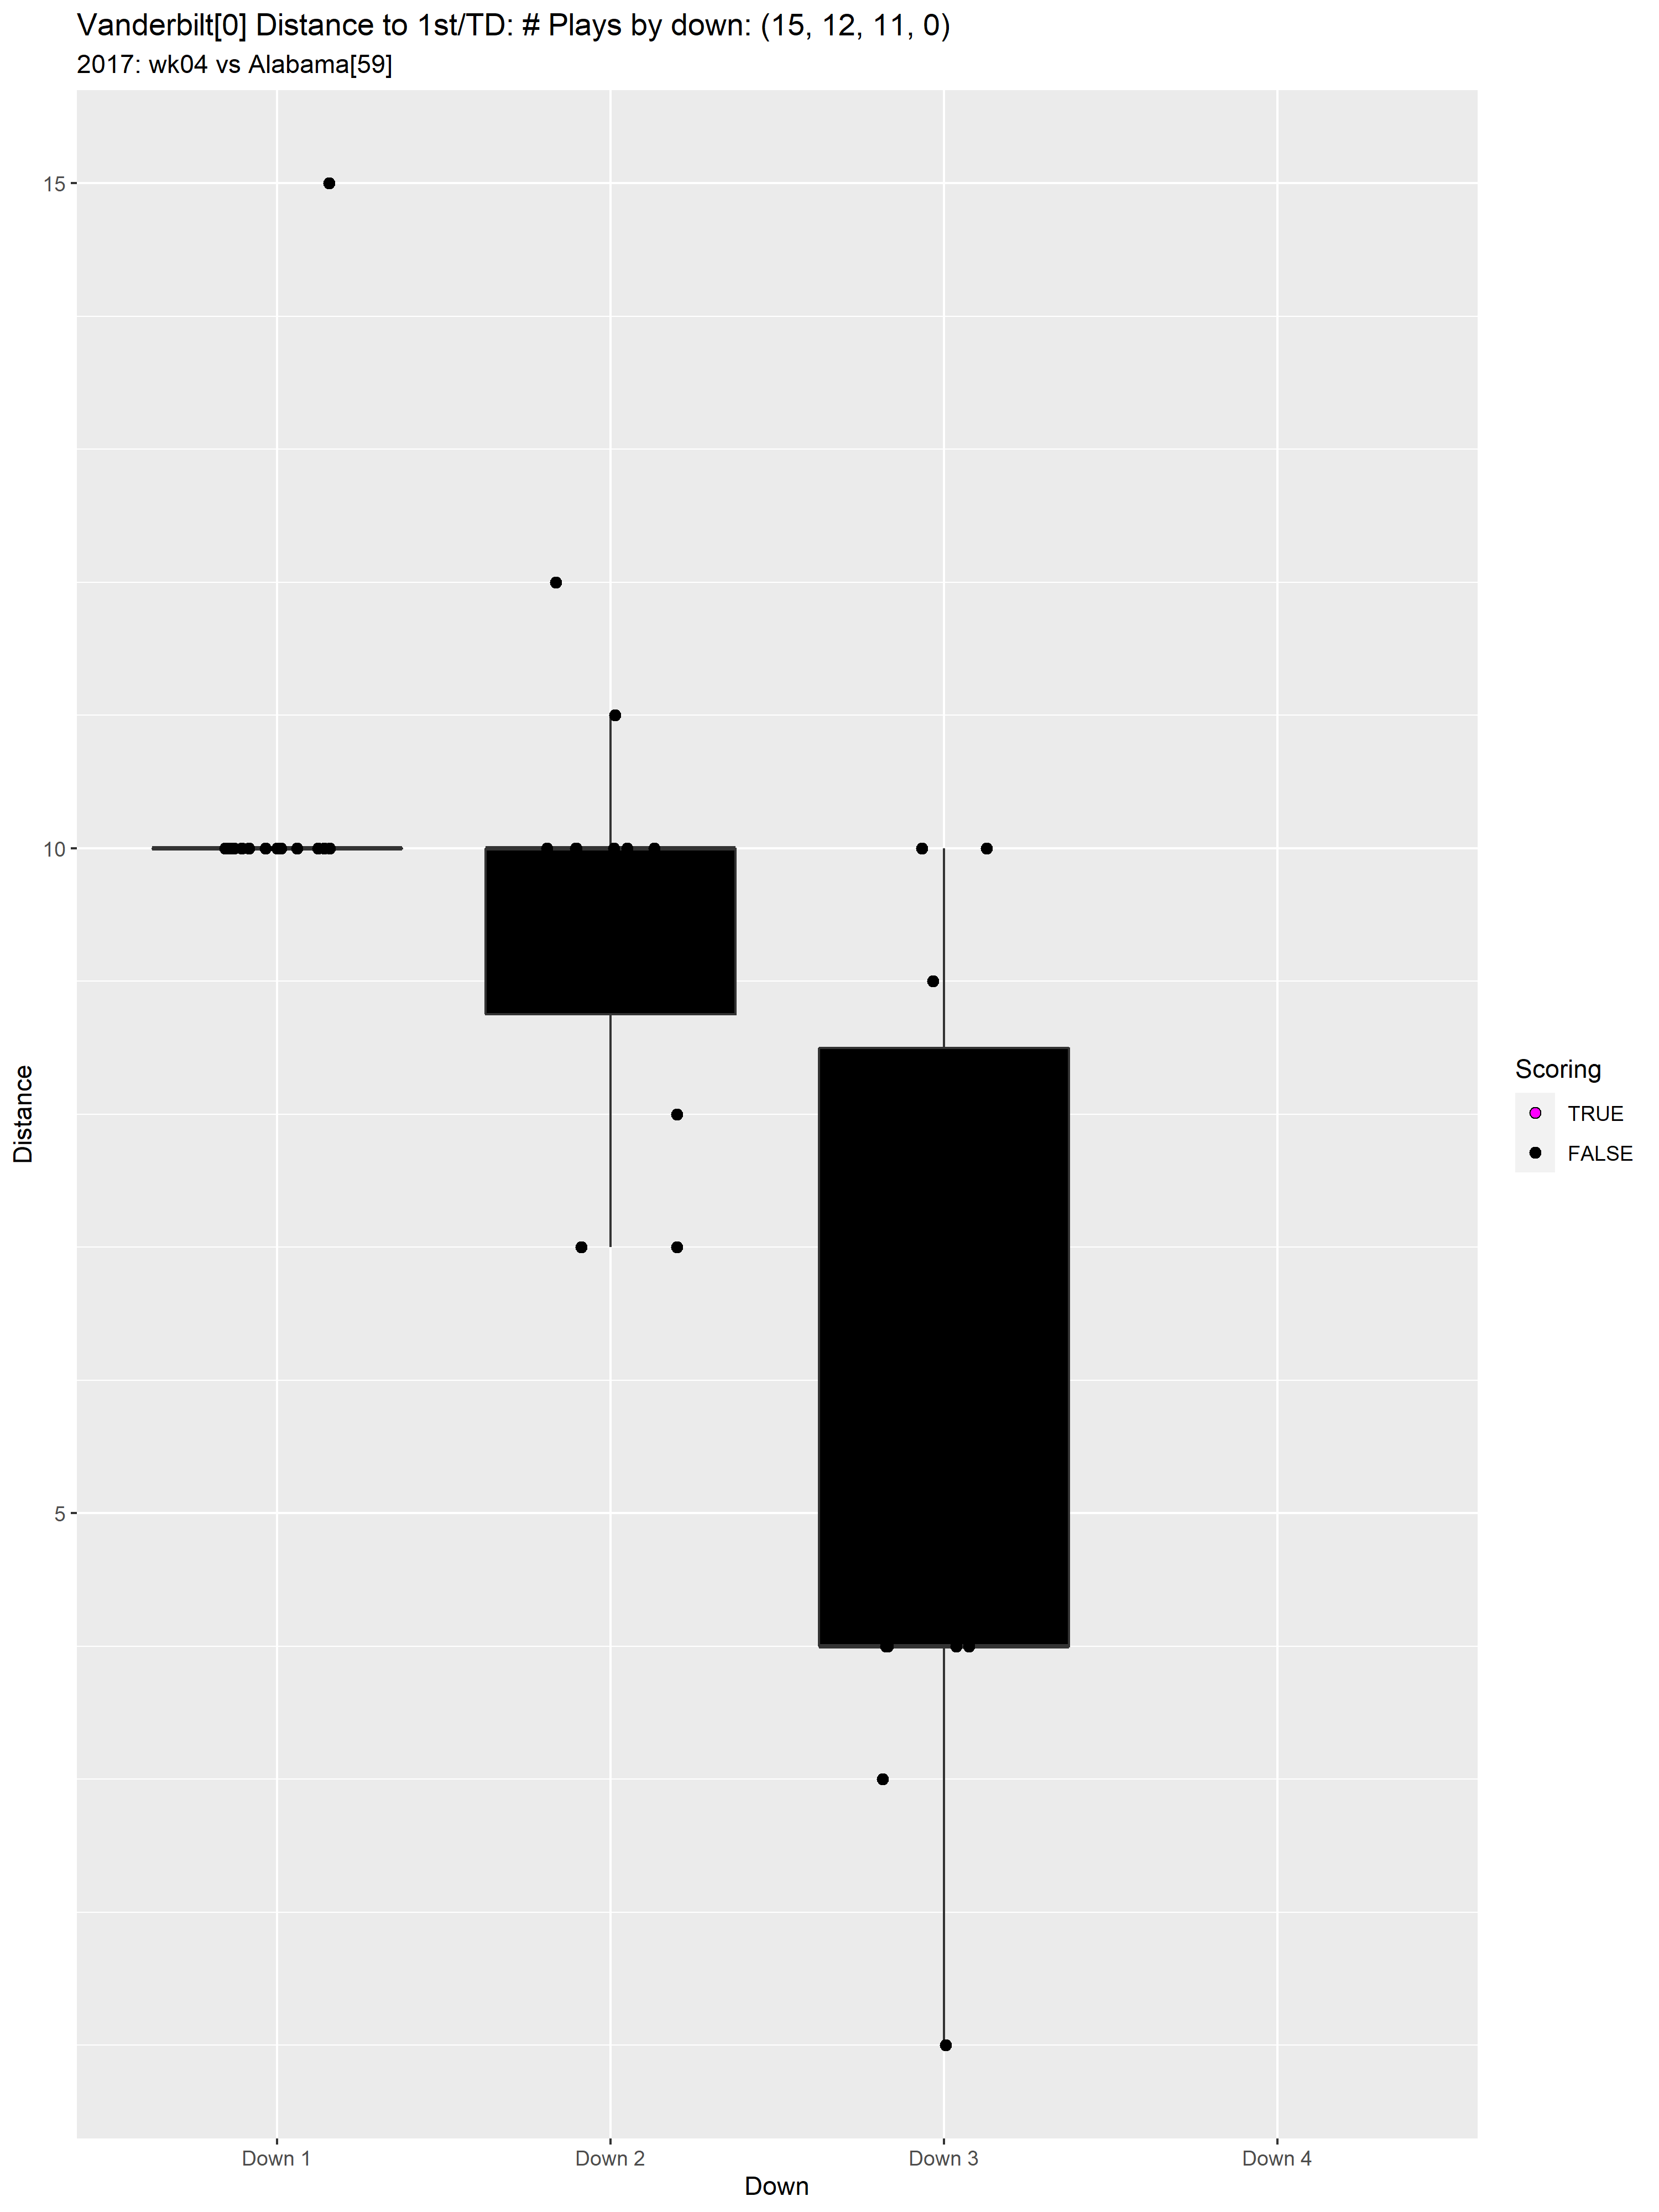 Vanderbilt[0] Distance to 1st/TD: # Plays by down: (15, 12, 11, 0)
2017: wk04 vs Alabama[59]
15
10
5
Distance
Down 1
Down 2
Down 3
Down 4
Down
Scoring
TRUE
FALSE